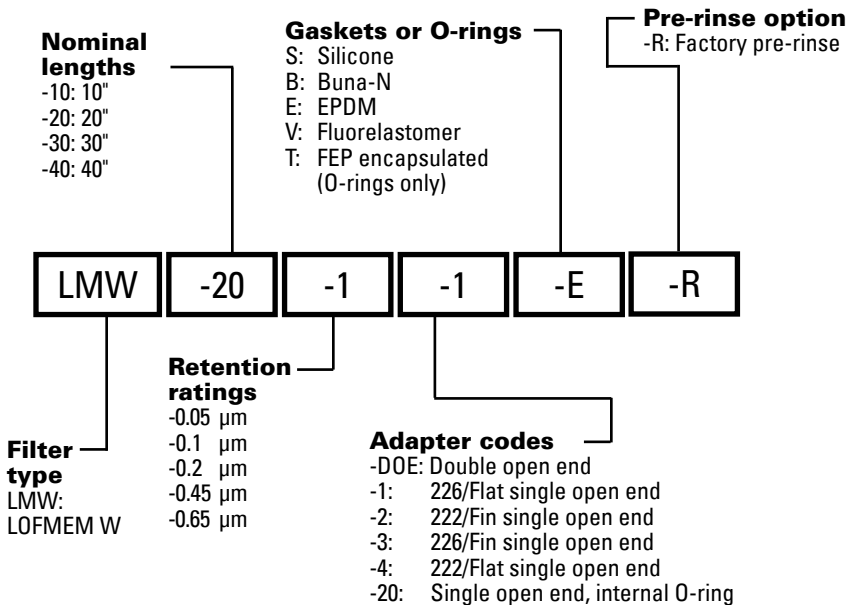 Nominal
lengths
-10: 10"
-20: 20"
-30: 30"
-40: 40"
Gaskets or O-rings
S: Silicone
B: Buna-N
E: EPDM
V: Fluorelastomer
T: FEP encapsulated
(O-rings only)
Pre-rinse option
-R: Factory pre-rinse
LMW -20 -1 -1 -E -R
Filter
type
LMW:
LOFMEM W
Retention
ratings
-0.05 µm
-0.1 µm
-0.2 µm
-0.45 µm
-0.65 µm
Adapter codes
-DOE: Double open end
-1: 226/Flat single open end
-2: 222/Fin single open end
-3: 226/Fin single open end
-4: 222/Flat single open end
-20: Single open end, internal O-ring